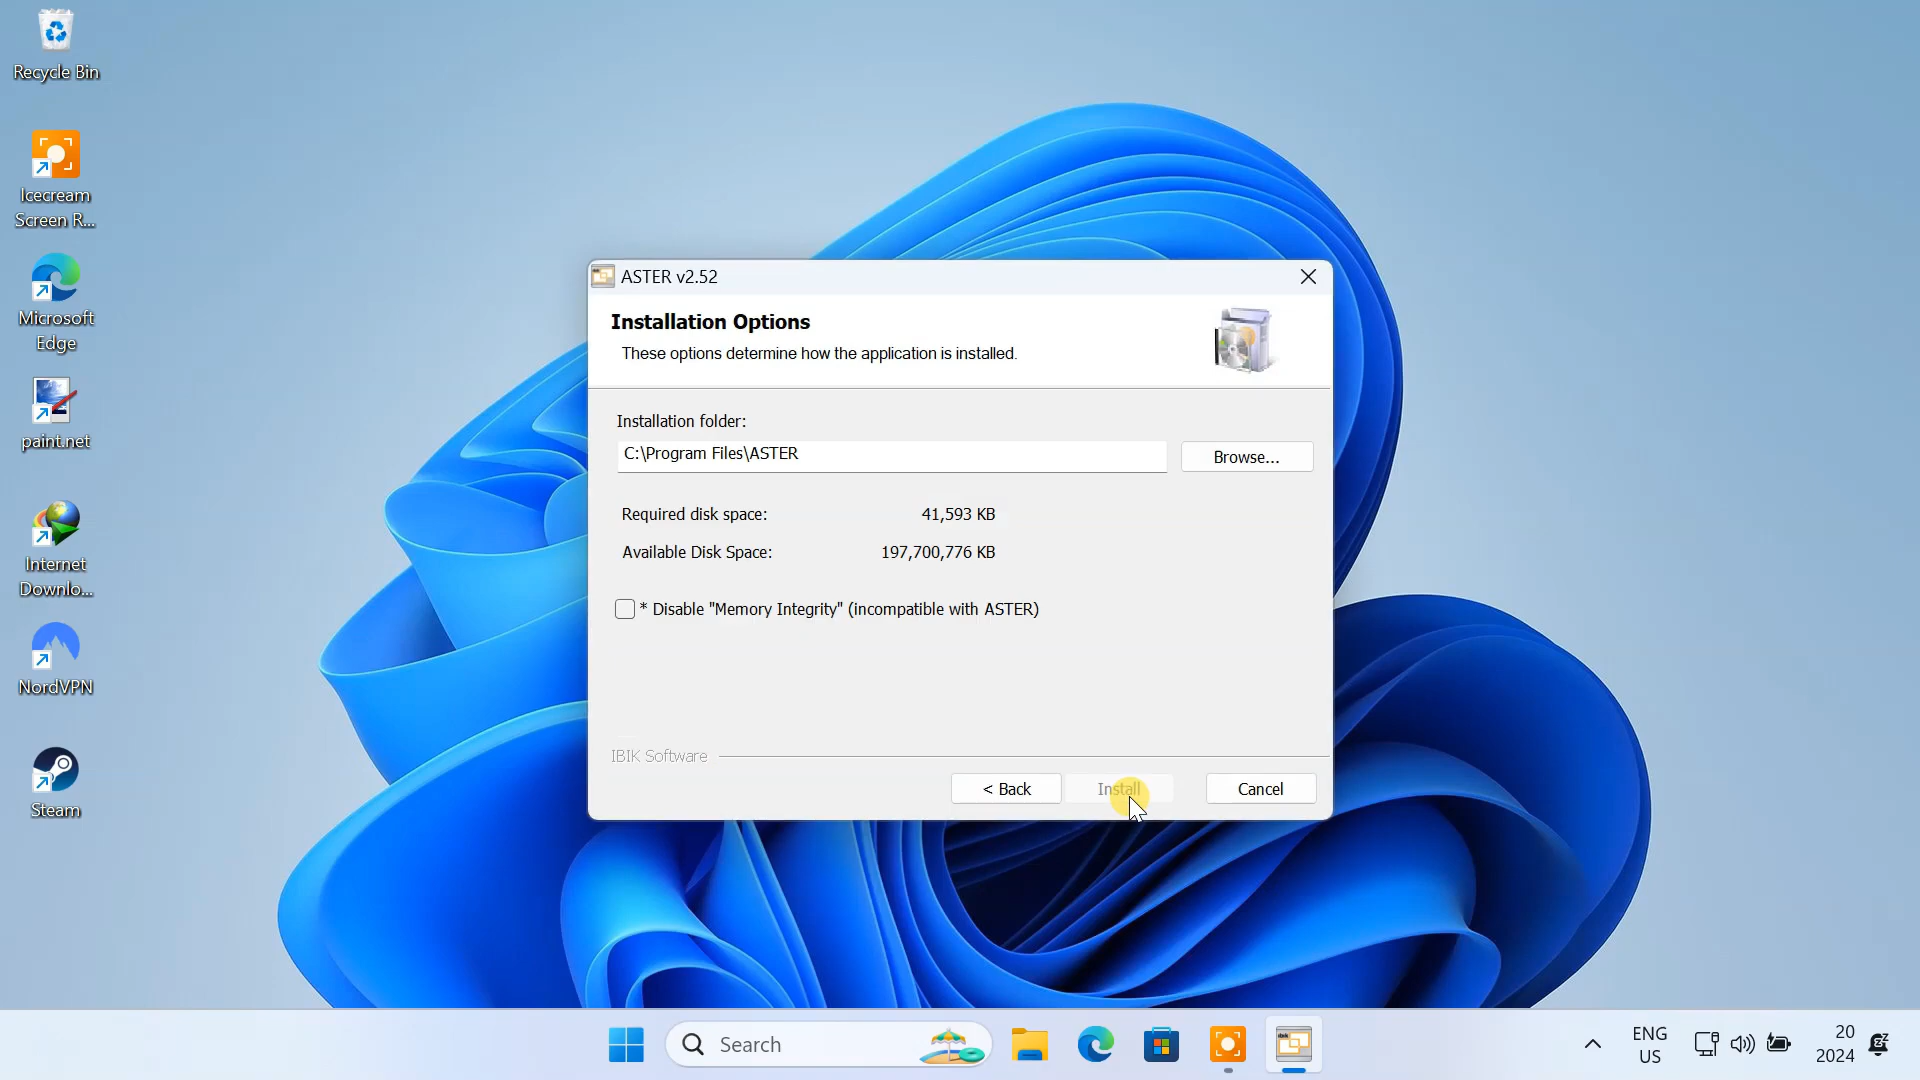 Recycle Bin
Icecream
Screen R...
Microsoft
Edge
paint.net
Internet
Downlo...
NordVPN
Steam
ASTER v2.52
Installation Options
These options determine how the application is installed.
Installation folder:
C:\Program Files\ASTER
Browse...
Required disk space: 41,593 KB
Available Disk Space: 197,700,776 KB
* Disable "Memory Integrity" (incompatible with ASTER)
IBIK Software
< Back
Install
Cancel
Search
ENG
US
20
2024